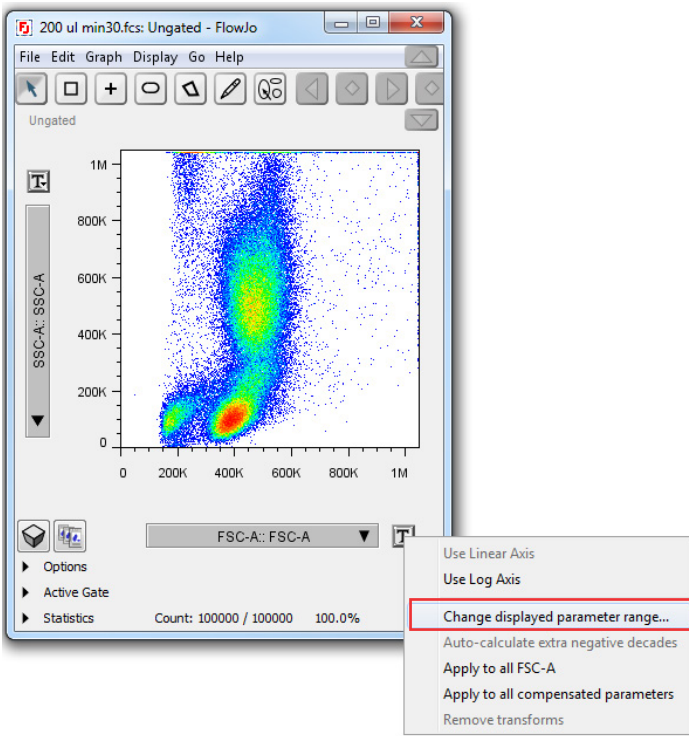 200 ul min30.fcs: Ungated - FlowJo
File Edit Graph Display Go Help
Ungated
T
1M
800K
600K
400K
200K
0
SSC-A:: SSC-A
0 200K 400K 600K 800K 1M
FSC-A:: FSC-A
T
Options
Active Gate
Statistics Count: 100000 / 100000 100.0%
Use Linear Axis
Use Log Axis
Change displayed parameter range...
Auto-calculate extra negative decades
Apply to all FSC-A
Apply to all compensated parameters
Remove transforms